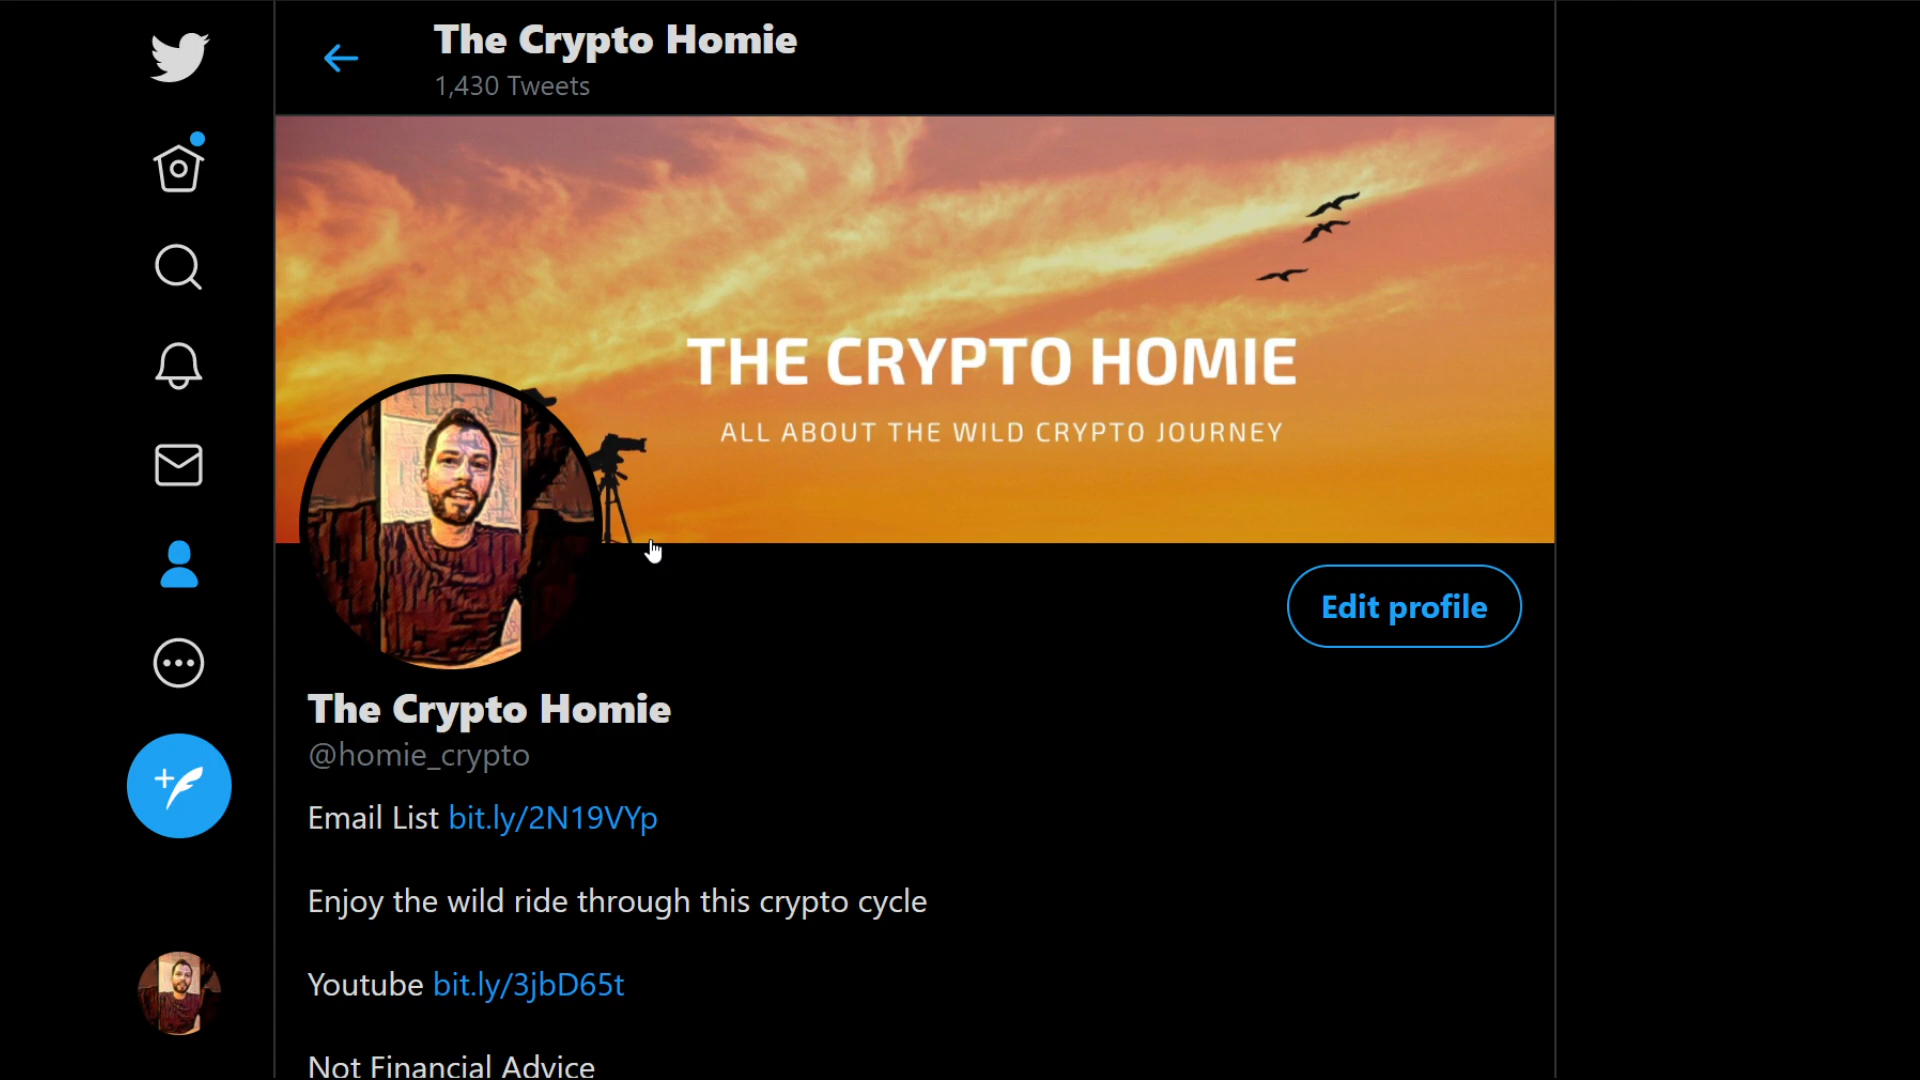 The Crypto Homie
1,430 Tweets
THE CRYPTO HOMIE
ALL ABOUT THE WILD CRYPTO JOURNEY
Edit profile
The Crypto Homie
@homie_crypto
Email List bit.ly/2N19VYp
Enjoy the wild ride through this crypto cycle
Youtube bit.ly/3jbD65t
Not Financial Advice